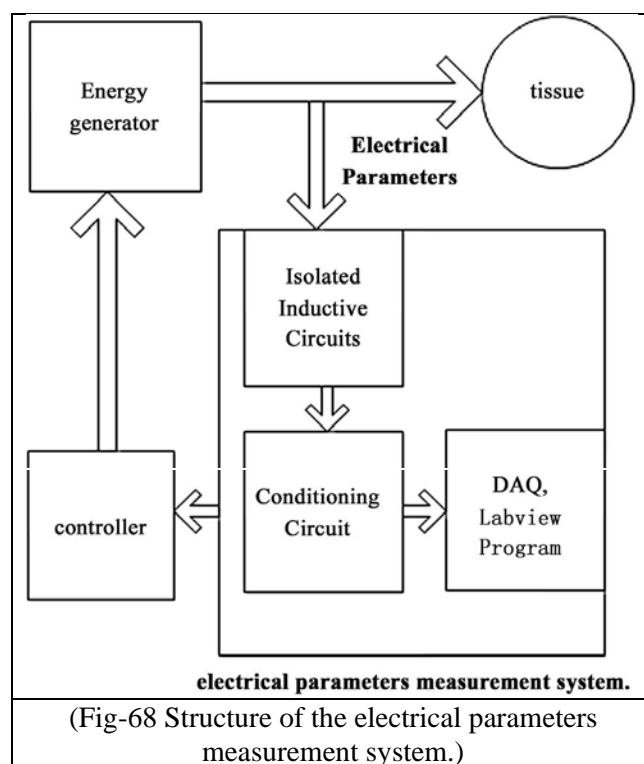 Energy
generator
tissue
Electrical
Parameters
Isolated
Inductive
Circuits
controller
Conditioning
Circuit
DAQ,
Labview
Program
electrical parameters measurement system.
(Fig-68 Structure of the electrical parameters
measurement system.)